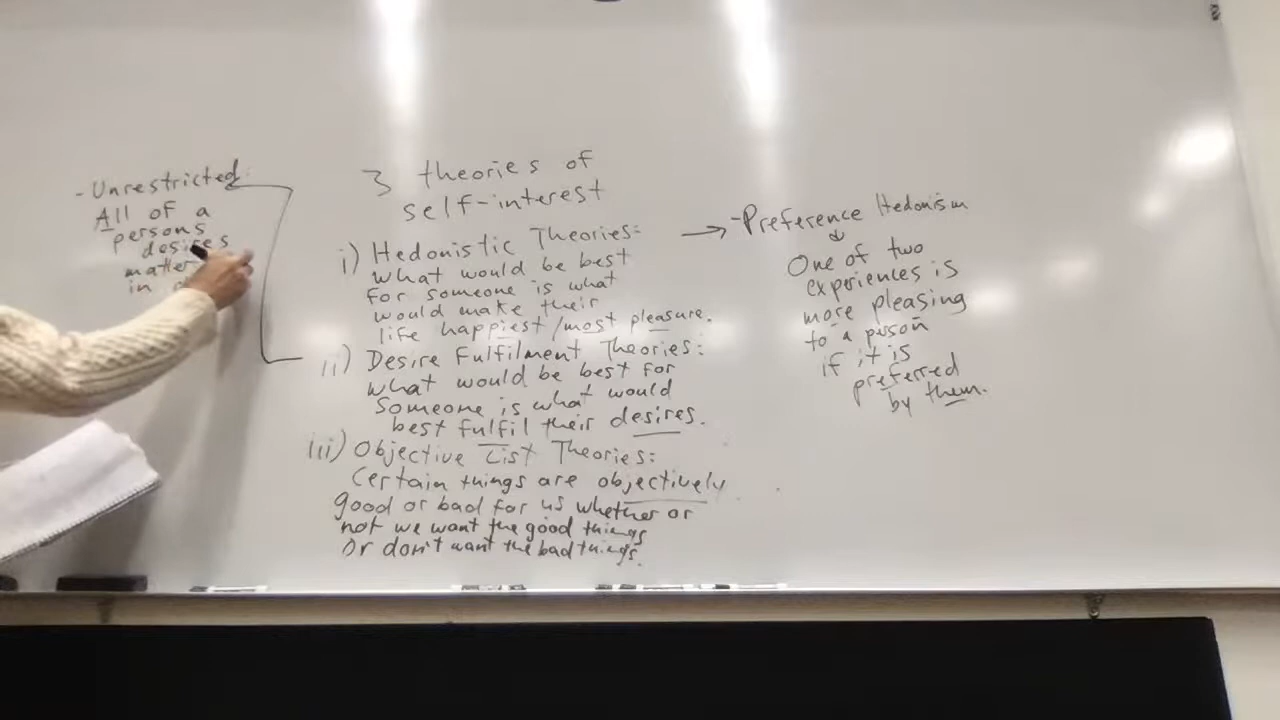 - Unrestricted:
All of a
persons
desires
matter
in
3 theories of
self-interest
i) Hedonistic Theories:
What would be best
for someone is what
would make their
life happiest/most pleasure.
ii) Desire Fulfilment Theories:
What would be best for
Someone is what would
best fulfil their desires.
iii) Objective List Theories:
Certain things are objectively
good or bad for us whether or
not we want the good things
Or don't want the bad things.
→ -Preference Hedonism
↓
One of two
experiences is
more pleasing
to a person
if it is
preferred
by them.